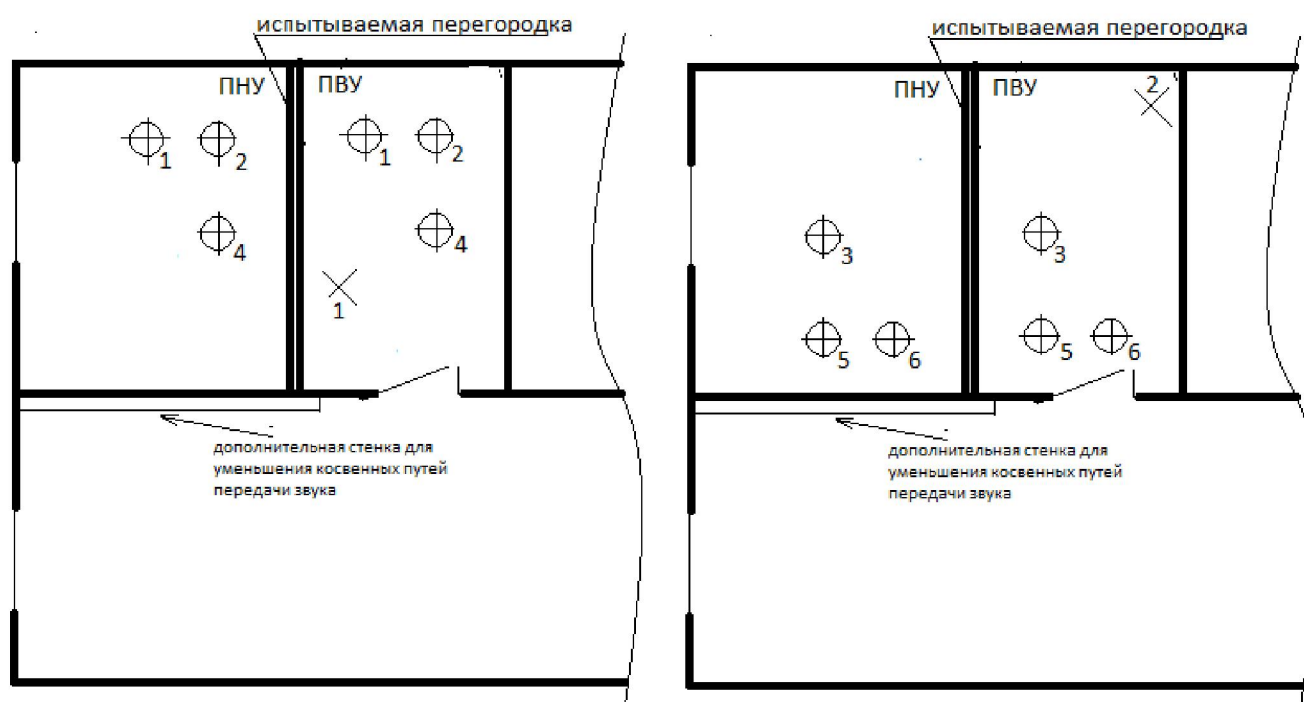 испытываемая перегородка
ПНУ ПВУ
1 2 1 2
4 4
1
дополнительная стенка для
уменьшения косвенных путей
передачи звука
испытываемая перегородка
ПНУ ПВУ 2
3 3
5 6 5 6
дополнительная стенка для
уменьшения косвенных путей
передачи звука